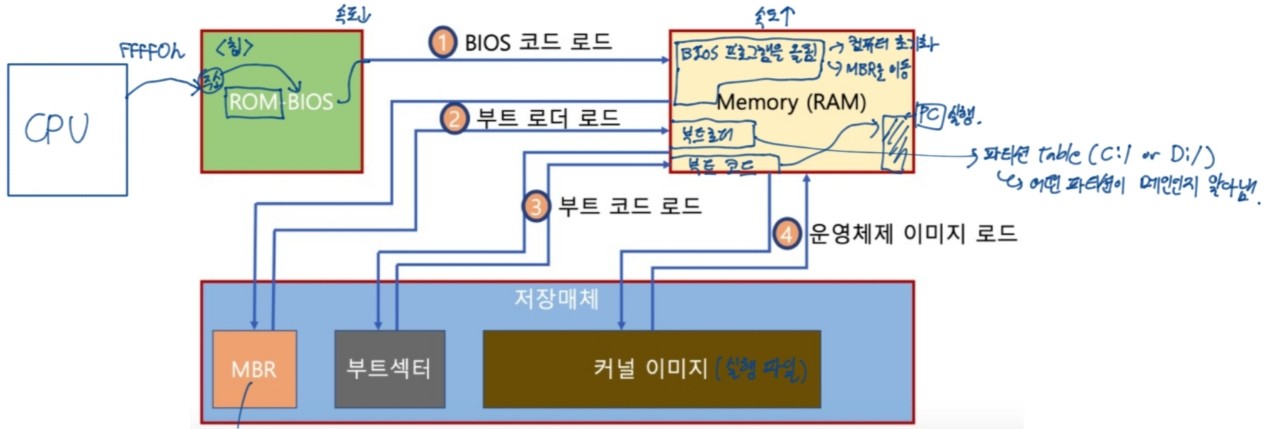 속도↓
속도↑
FFFF0h
<칩>
① BIOS 코드 로드
BIOS 프로그램을 올림
→ 컴퓨터 초기화
→ MBR로 이동
CPU
주소
ROM-BIOS
Memory (RAM)
② 부트 로더 로드
부트로더
PC 실행.
부트 코드
→ 파티션 table (C:/ or D:/)
↳ 어떤 파티션이 메인인지 알아냄.
③ 부트 코드 로드
④ 운영체제 이미지 로드
저장매체
MBR
부트섹터
커널 이미지 (실행 파일)